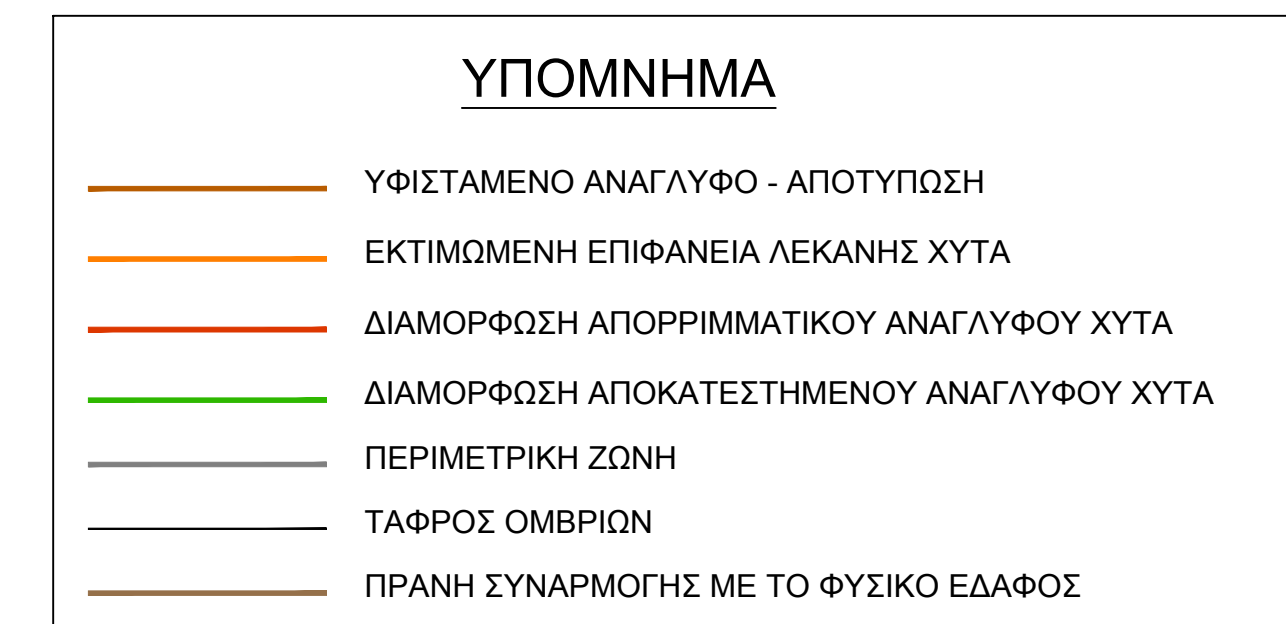 ΥΠΟΜΝΗΜΑ
ΥΦΙΣΤΑΜΕΝΟ ΑΝΑΓΛΥΦΟ - ΑΠΟΤΥΠΩΣΗ
ΕΚΤΙΜΩΜΕΝΗ ΕΠΙΦΑΝΕΙΑ ΛΕΚΑΝΗΣ ΧΥΤΑ
ΔΙΑΜΟΡΦΩΣΗ ΑΠΟΡΡΙΜΜΑΤΙΚΟΥ ΑΝΑΓΛΥΦΟΥ ΧΥΤΑ
ΔΙΑΜΟΡΦΩΣΗ ΑΠΟΚΑΤΕΣΤΗΜΕΝΟΥ ΑΝΑΓΛΥΦΟΥ ΧΥΤΑ
ΠΕΡΙΜΕΤΡΙΚΗ ΖΩΝΗ
ΤΑΦΡΟΣ ΟΜΒΡΙΩΝ
ΠΡΑΝΗ ΣΥΝΑΡΜΟΓΗΣ ΜΕ ΤΟ ΦΥΣΙΚΟ ΕΔΑΦΟΣ